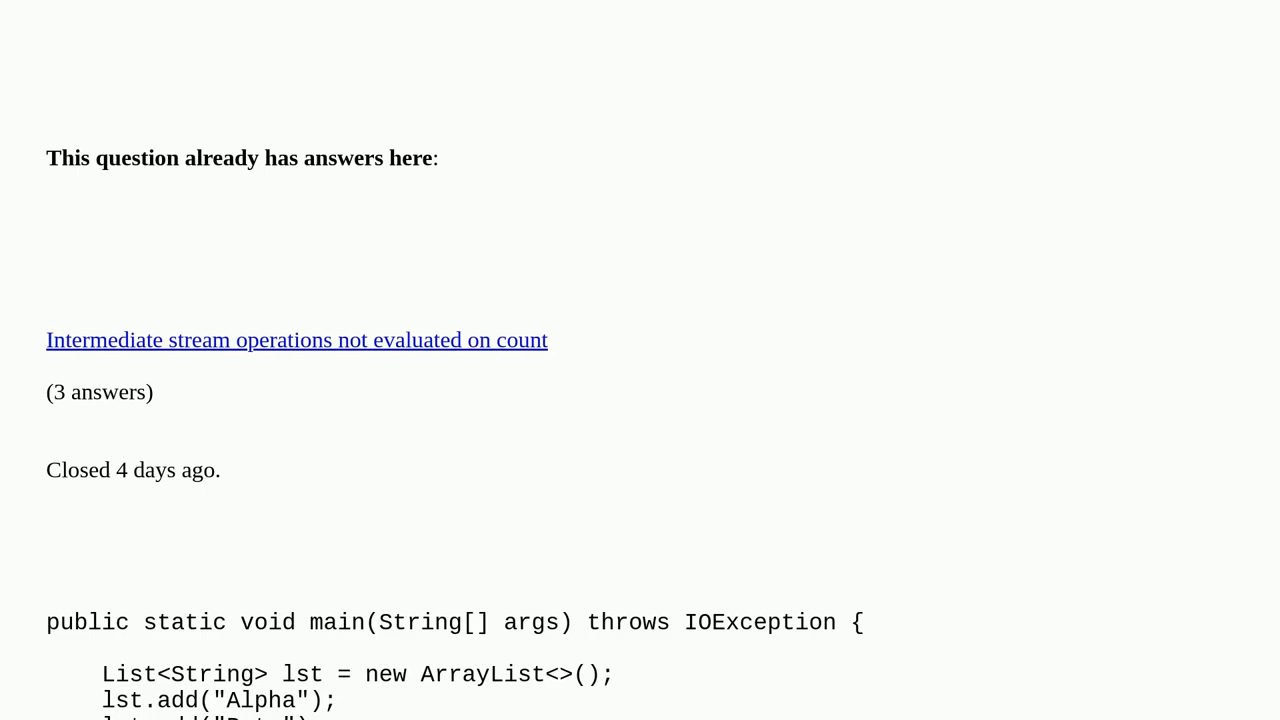 This question already has answers here:
Intermediate stream operations not evaluated on count
(3 answers)
Closed 4 days ago.
public static void main(String[] args) throws IOException {
List<String> lst = new ArrayList<>();
lst.add("Alpha");